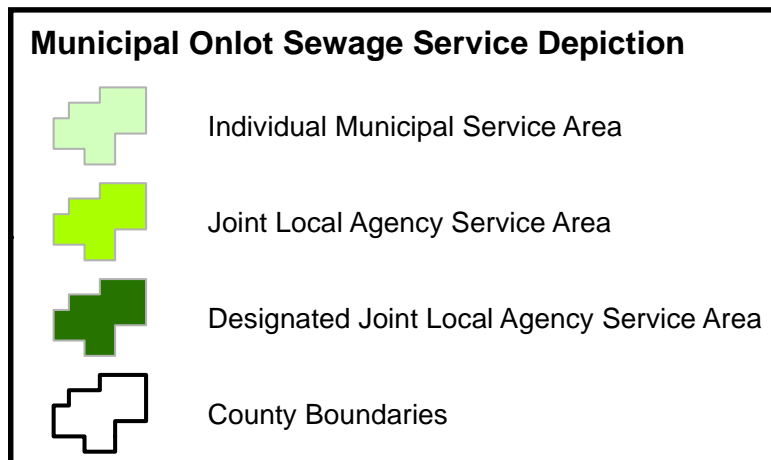 Municipal Onlot Sewage Service Depiction
Individual Municipal Service Area
Joint Local Agency Service Area
Designated Joint Local Agency Service Area
County Boundaries